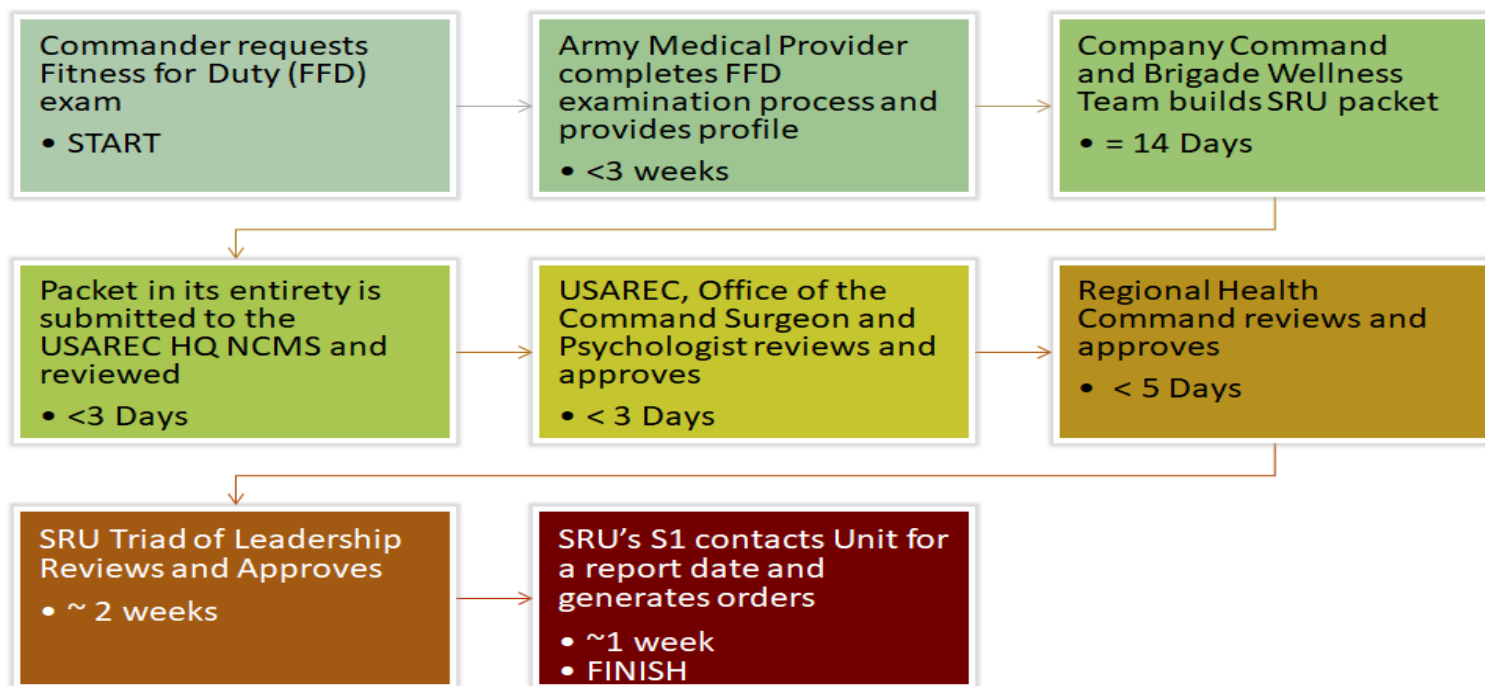 Commander requests
Fitness for Duty (FFD)
exam
• START
Army Medical Provider
completes FFD
examination process and
provides profile
• <3 weeks
Company Command
and Brigade Wellness
Team builds SRU packet
• = 14 Days
Packet in its entirety is
submitted to the
USAREC HQ NCMS and
reviewed
• <3 Days
USAREC, Office of the
Command Surgeon and
Psychologist reviews and
approves
• < 3 Days
Regional Health
Command reviews and
approves
• < 5 Days
SRU Triad of Leadership
Reviews and Approves
• ~ 2 weeks
SRU’s S1 contacts Unit for
a report date and
generates orders
• ~1 week
• FINISH